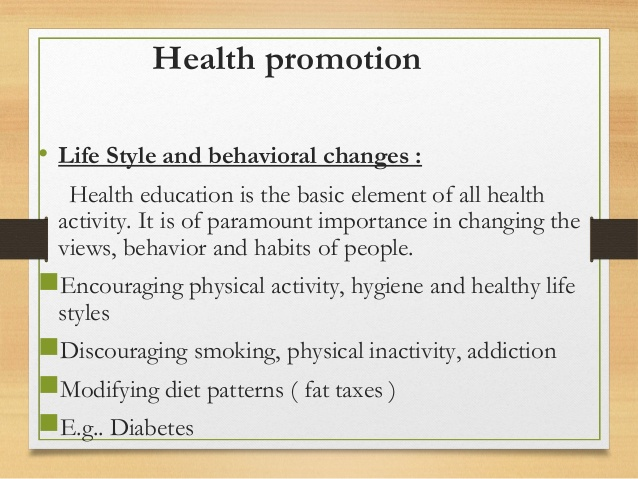 Health promotion
• Life Style and behavioral changes :
Health education is the basic element of all health
activity. It is of paramount importance in changing the
views, behavior and habits of people.
■Encouraging physical activity, hygiene and healthy life
styles
■Discouraging smoking, physical inactivity, addiction
■Modifying diet patterns ( fat taxes )
■E.g.. Diabetes